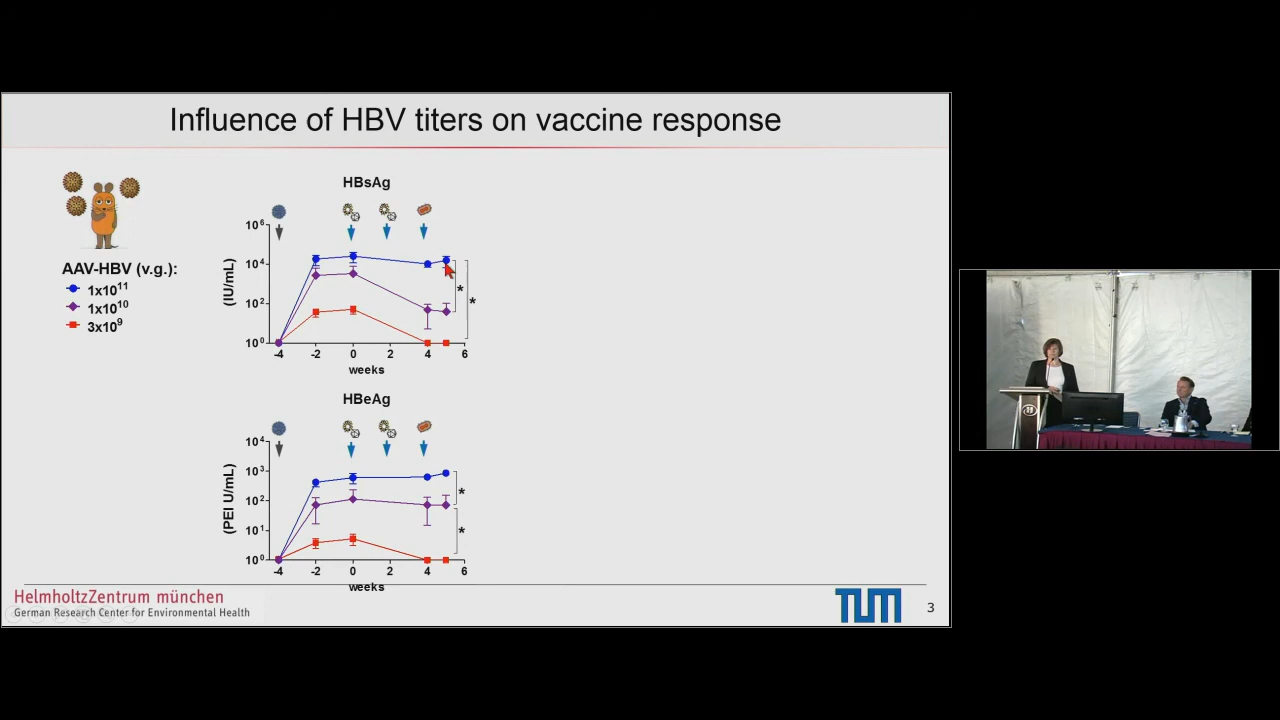 Influence of HBV titers on vaccine response
AAV-HBV (v.g.):
1x10¹¹
1x10¹⁰
3x10⁹
HBsAg
(IU/mL)
10⁶
10⁴
10²
10⁰
-4 -2 0 2 4 6
weeks
* *
HBeAg
(PEI U/mL)
10⁴
10³
10²
10¹
10⁰
-4 -2 0 2 4 6
weeks
*
*
HelmholtzZentrum münchen
German Research Center for Environmental Health
TUM
3
H